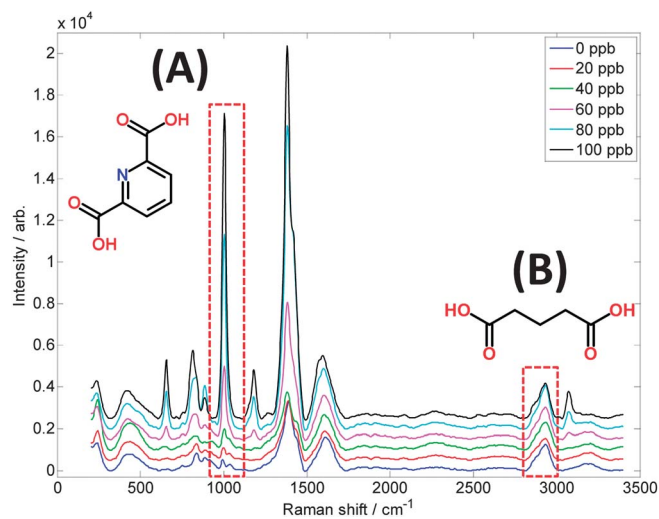 x 10⁴
(A)
0 ppb
20 ppb
40 ppb
60 ppb
80 ppb
100 ppb
O
OH
N
O
OH
(B)
HO
OH
O
O
Intensity / arb.
2
1.8
1.6
1.4
1.2
1
0.8
0.6
0.4
0.2
0
0
500
1000
1500
2000
2500
3000
3500
Raman shift / cm⁻¹